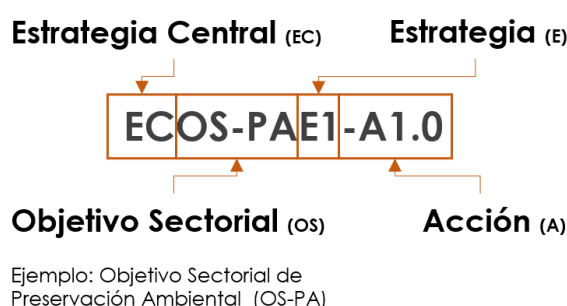 Estrategia Central (EC)
Estrategia (E)
ECOS-PAE1-A1.0
Objetivo Sectorial (OS)
Acción (A)
Ejemplo: Objetivo Sectorial de
Preservación Ambiental (OS-PA)